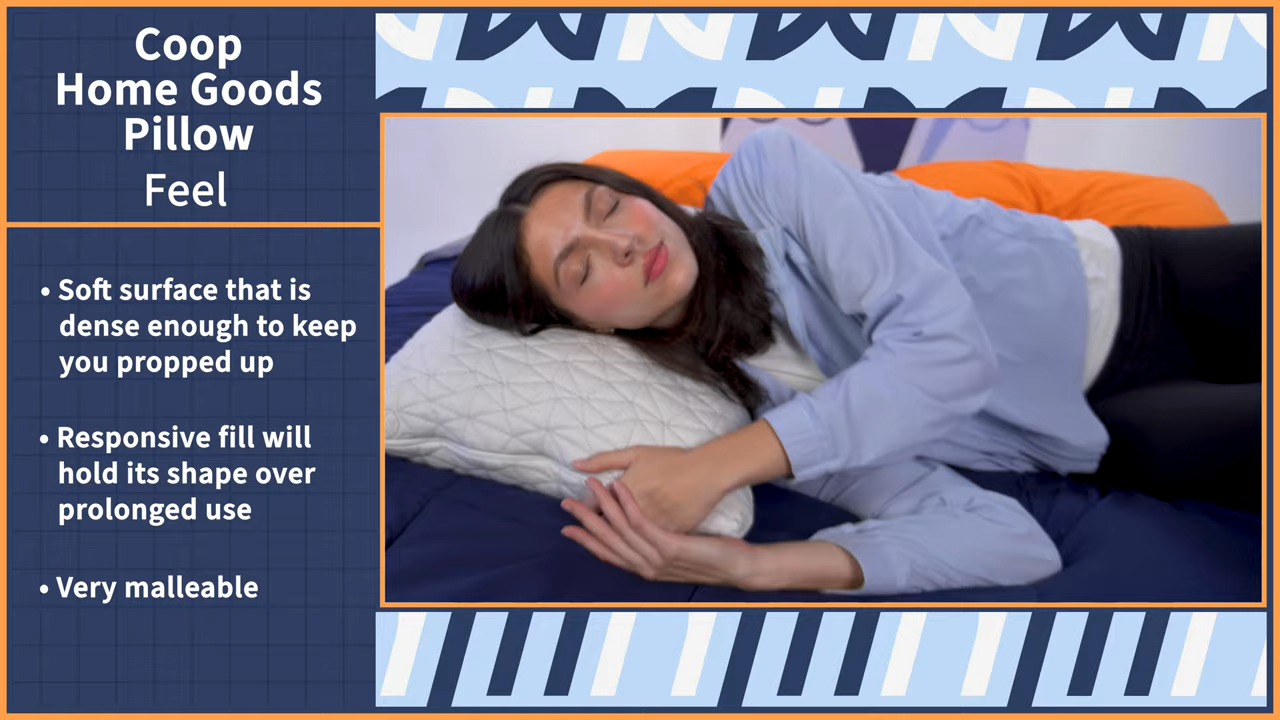 Coop
Home Goods
Pillow
Feel
• Soft surface that is
dense enough to keep
you propped up
• Responsive fill will
hold its shape over
prolonged use
• Very malleable